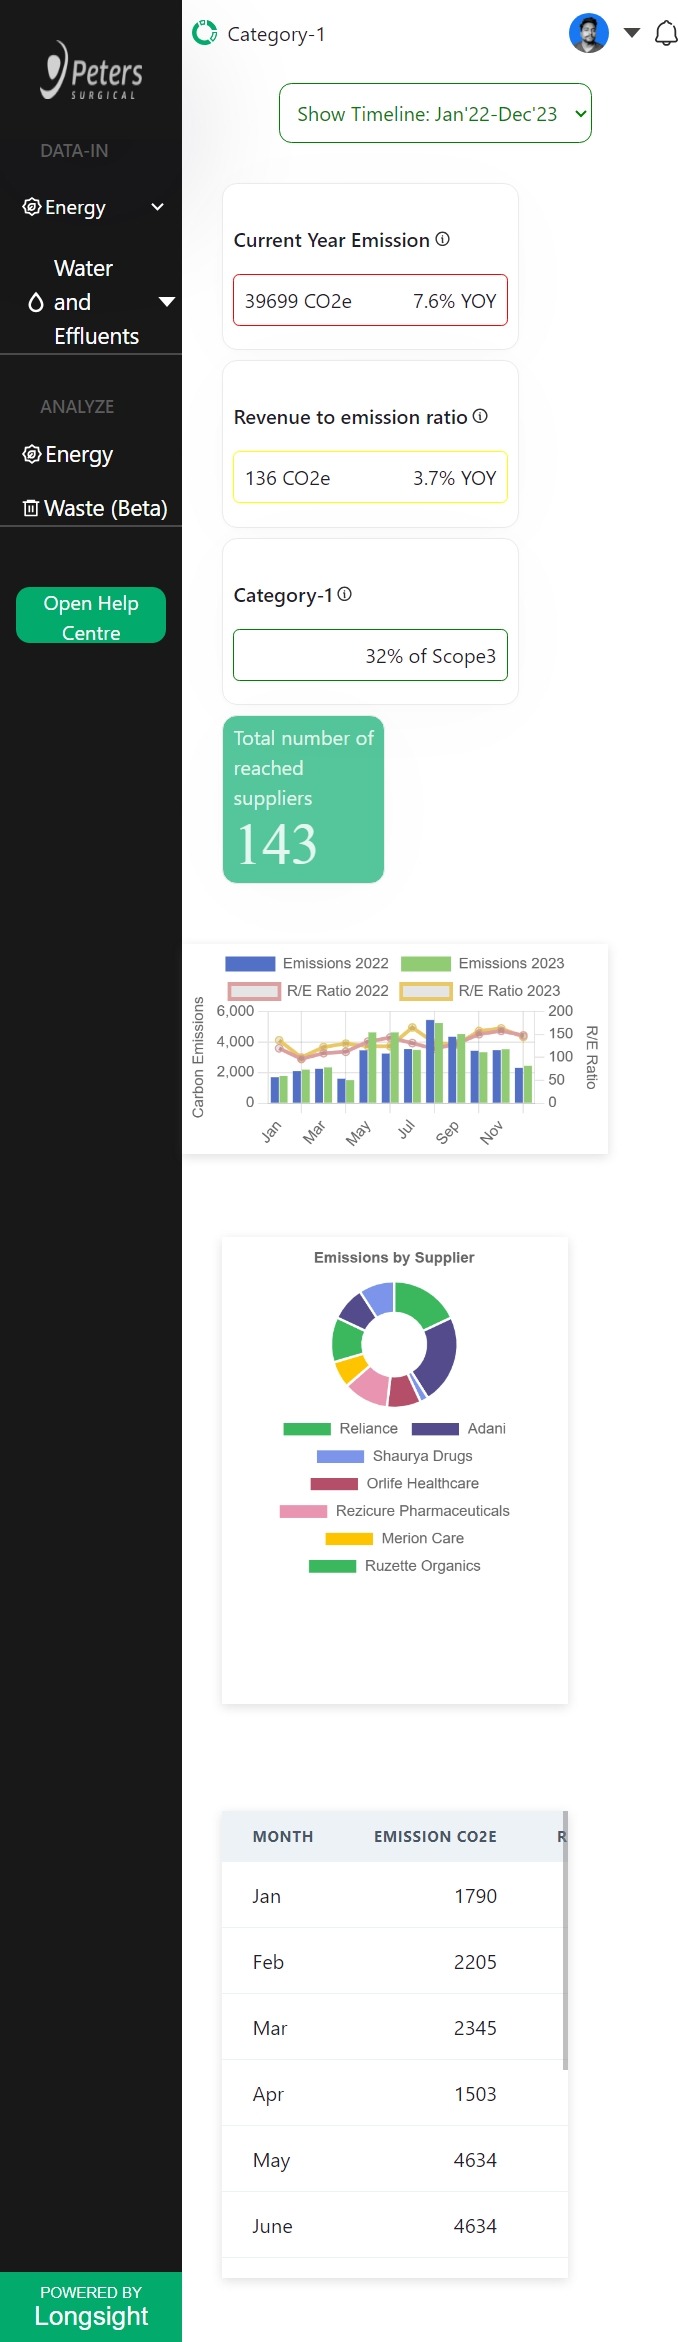 Peters
SURGICAL
DATA-IN
Energy
Water
and
Effluents
ANALYZE
Energy
Waste (Beta)
Open Help
Centre
POWERED BY
Longsight
Category-1
Show Timeline: Jan'22-Dec'23
Current Year Emission
39699 CO2e 7.6% YOY
Revenue to emission ratio
136 CO2e 3.7% YOY
Category-1
32% of Scope3
Total number of
reached
suppliers
143
Emissions 2022 Emissions 2023
R/E Ratio 2022 R/E Ratio 2023
Carbon Emissions
6,000
4,000
2,000
0
200
150
100
50
0
R/E Ratio
Jan Mar May Jul Sep Nov
Emissions by Supplier
Reliance Adani
Shaurya Drugs
Orlife Healthcare
Rezicure Pharmaceuticals
Merion Care
Ruzette Organics
MONTH EMISSION CO2E R
Jan 1790
Feb 2205
Mar 2345
Apr 1503
May 4634
June 4634